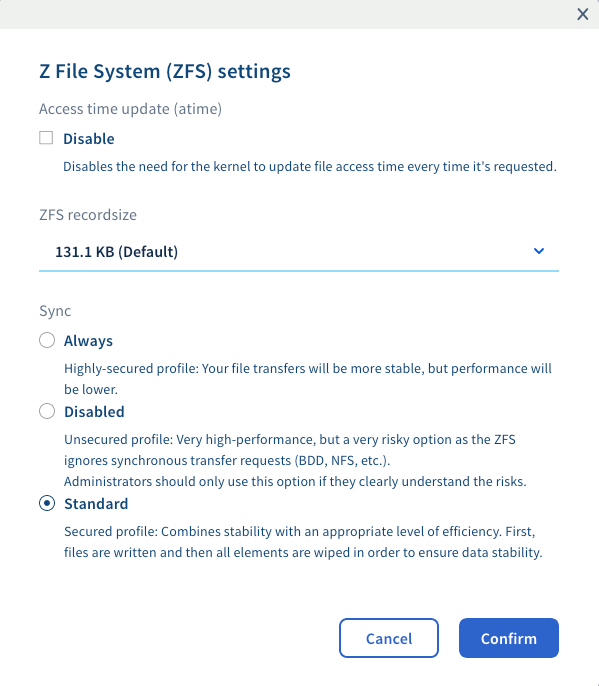 Z File System (ZFS) settings
Access time update (atime)
Disable
Disables the need for the kernel to update file access time every time it's requested.
ZFS recordsize
131.1 KB (Default)
Sync
Always
Highly-secured profile: Your file transfers will be more stable, but performance will
be lower.
Disabled
Unsecured profile: Very high-performance, but a very risky option as the ZFS
ignores synchronous transfer requests (BDD, NFS, etc.).
Administrators should only use this option if they clearly understand the risks.
Standard
Secured profile: Combines stability with an appropriate level of efficiency. First,
files are written and then all elements are wiped in order to ensure data stability.
Cancel
Confirm